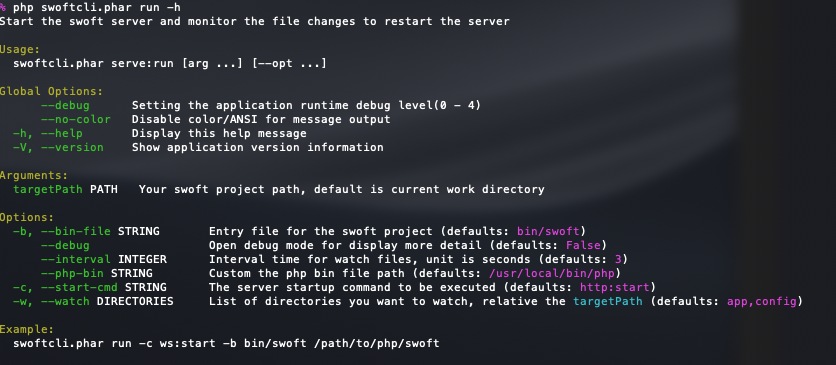 % php swoftcli.phar run -h
Start the swoft server and monitor the file changes to restart the server
Usage:
swoftcli.phar serve:run [arg ...] [--opt ...]
Global Options:
--debug Setting the application runtime debug level(0 - 4)
--no-color Disable color/ANSI for message output
-h, --help Display this help message
-V, --version Show application version information
Arguments:
targetPath PATH Your swoft project path, default is current work directory
Options:
-b, --bin-file STRING Entry file for the swoft project (defaults: bin/swoft)
--debug Open debug mode for display more detail (defaults: False)
--interval INTEGER Interval time for watch files, unit is seconds (defaults: 3)
--php-bin STRING Custom the php bin file path (defaults: /usr/local/bin/php)
-c, --start-cmd STRING The server startup command to be executed (defaults: http:start)
-w, --watch DIRECTORIES List of directories you want to watch, relative the targetPath (defaults: app,config)
Example:
swoftcli.phar run -c ws:start -b bin/swoft /path/to/php/swoft